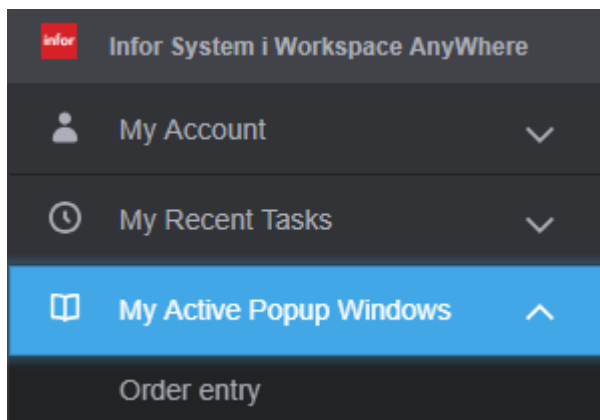 infor Infor System i Workspace AnyWhere
My Account
My Recent Tasks
My Active Popup Windows
Order entry